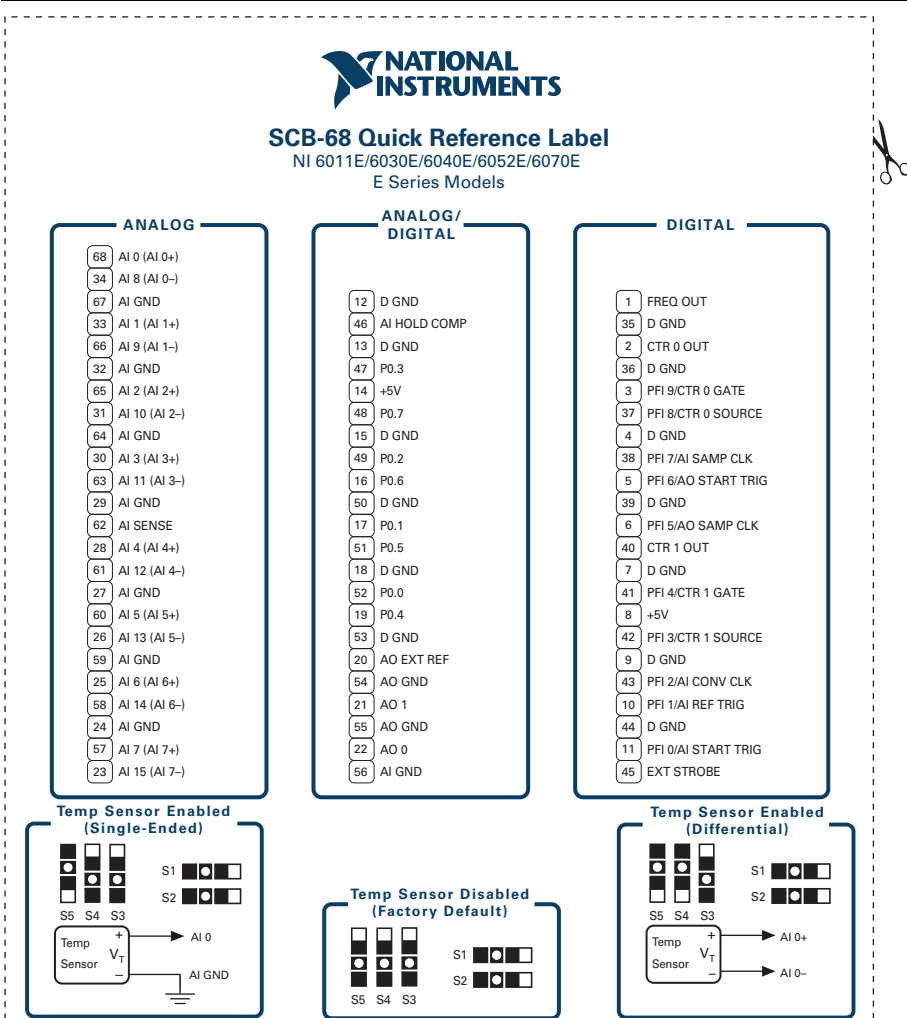 NATIONAL
INSTRUMENTS
SCB-68 Quick Reference Label
NI 6011E/6030E/6040E/6052E/6070E
E Series Models
ANALOG
68 AI 0 (AI 0+)
34 AI 8 (AI 0–)
67 AI GND
33 AI 1 (AI 1+)
66 AI 9 (AI 1–)
32 AI GND
65 AI 2 (AI 2+)
31 AI 10 (AI 2–)
64 AI GND
30 AI 3 (AI 3+)
63 AI 11 (AI 3–)
29 AI GND
62 AI SENSE
28 AI 4 (AI 4+)
61 AI 12 (AI 4–)
27 AI GND
60 AI 5 (AI 5+)
26 AI 13 (AI 5–)
59 AI GND
25 AI 6 (AI 6+)
58 AI 14 (AI 6–)
24 AI GND
57 AI 7 (AI 7+)
23 AI 15 (AI 7–)
ANALOG/
DIGITAL
12 D GND
46 AI HOLD COMP
13 D GND
47 P0.3
14 +5V
48 P0.7
15 D GND
49 P0.2
16 P0.6
50 D GND
17 P0.1
51 P0.5
18 D GND
52 P0.0
19 P0.4
53 D GND
20 AO EXT REF
54 AO GND
21 AO 1
55 AO GND
22 AO 0
56 AI GND
DIGITAL
1 FREQ OUT
35 D GND
2 CTR 0 OUT
36 D GND
3 PFI 9/CTR 0 GATE
37 PFI 8/CTR 0 SOURCE
4 D GND
38 PFI 7/AI SAMP CLK
5 PFI 6/AO START TRIG
39 D GND
6 PFI 5/AO SAMP CLK
40 CTR 1 OUT
7 D GND
41 PFI 4/CTR 1 GATE
8 +5V
42 PFI 3/CTR 1 SOURCE
9 D GND
43 PFI 2/AI CONV CLK
10 PFI 1/AI REF TRIG
44 D GND
11 PFI 0/AI START TRIG
45 EXT STROBE
Temp Sensor Enabled
(Single-Ended)
S1
S2
S5 S4 S3
Temp
Sensor
+
VT
–
AI 0
AI GND
Temp Sensor Disabled
(Factory Default)
S1
S2
S5 S4 S3
Temp Sensor Enabled
(Differential)
S1
S2
S5 S4 S3
Temp
Sensor
+
VT
–
AI 0+
AI 0–